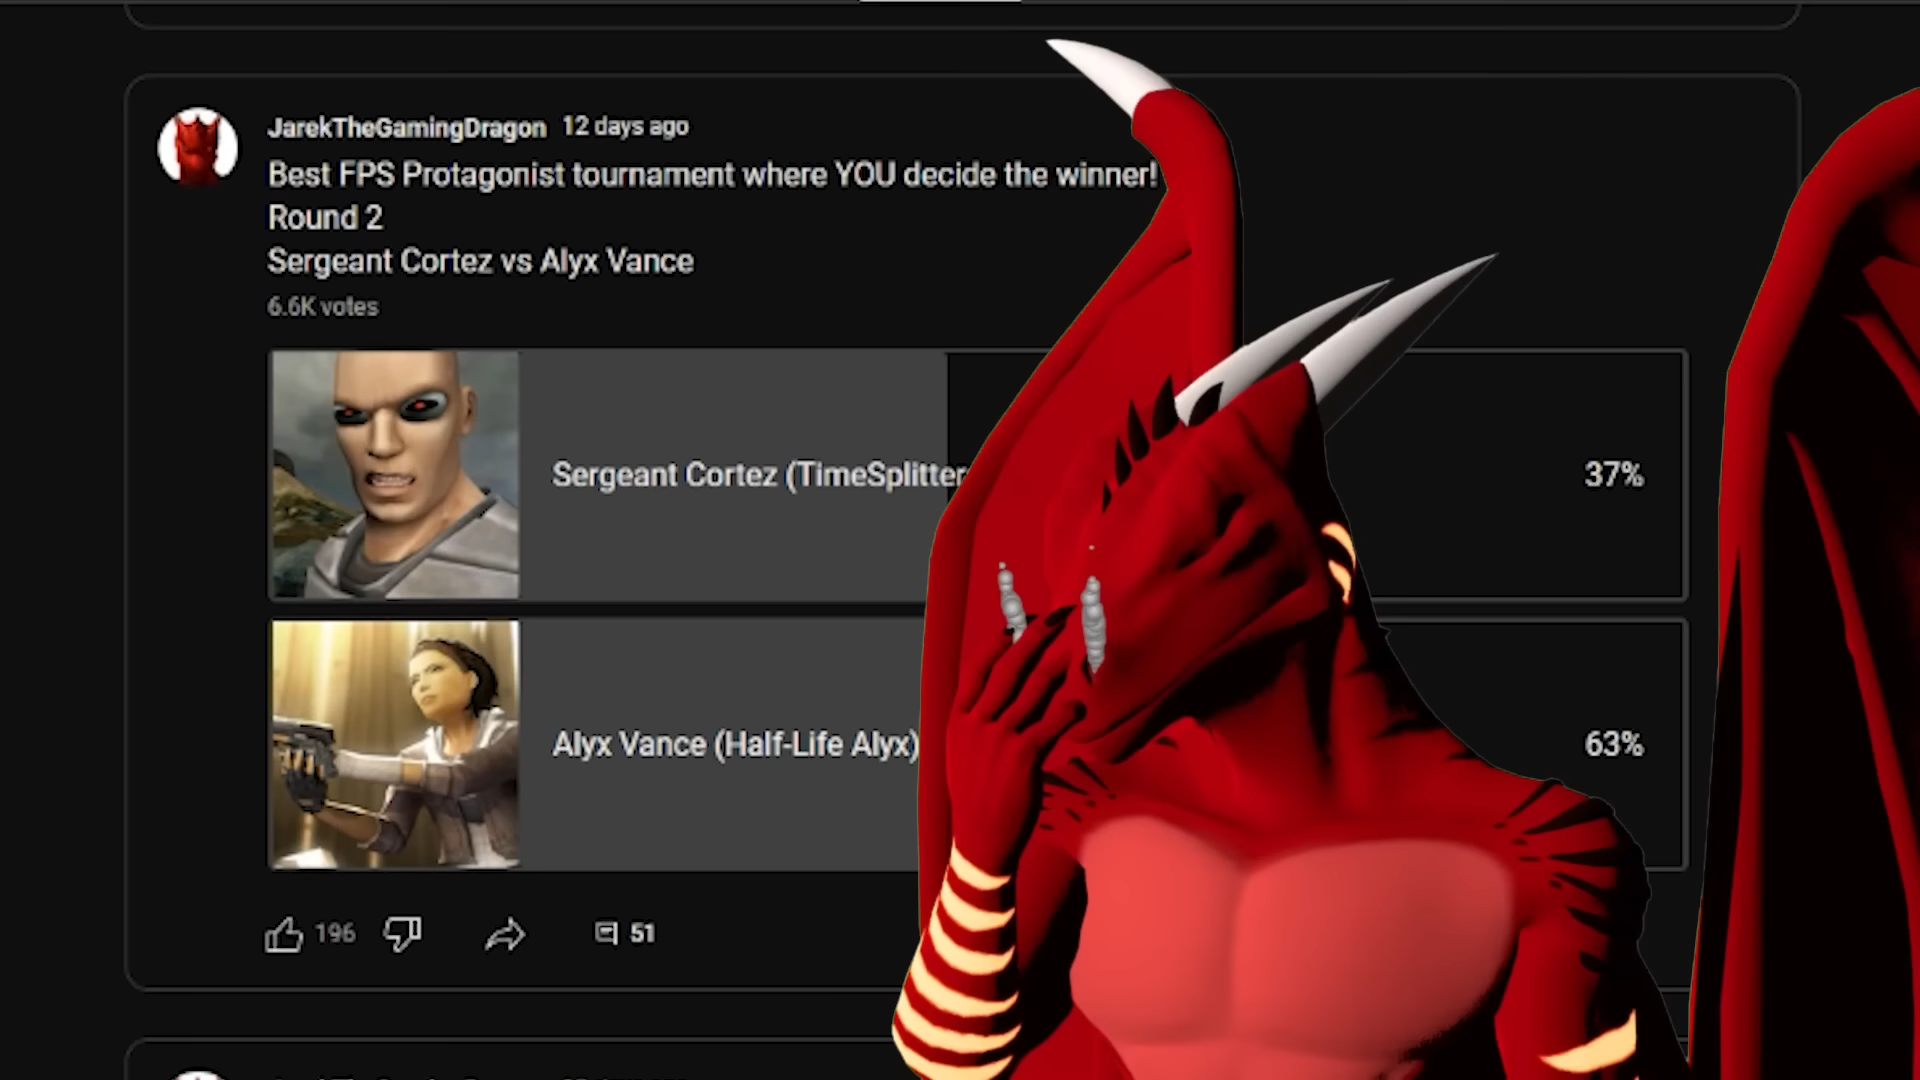 JarekTheGamingDragon 12 days ago
Best FPS Protagonist tournament where YOU decide the winner!
Round 2
Sergeant Cortez vs Alyx Vance
6.6K votes
Sergeant Cortez (TimeSplitter
37%
Alyx Vance (Half-Life Alyx)
63%
196
51